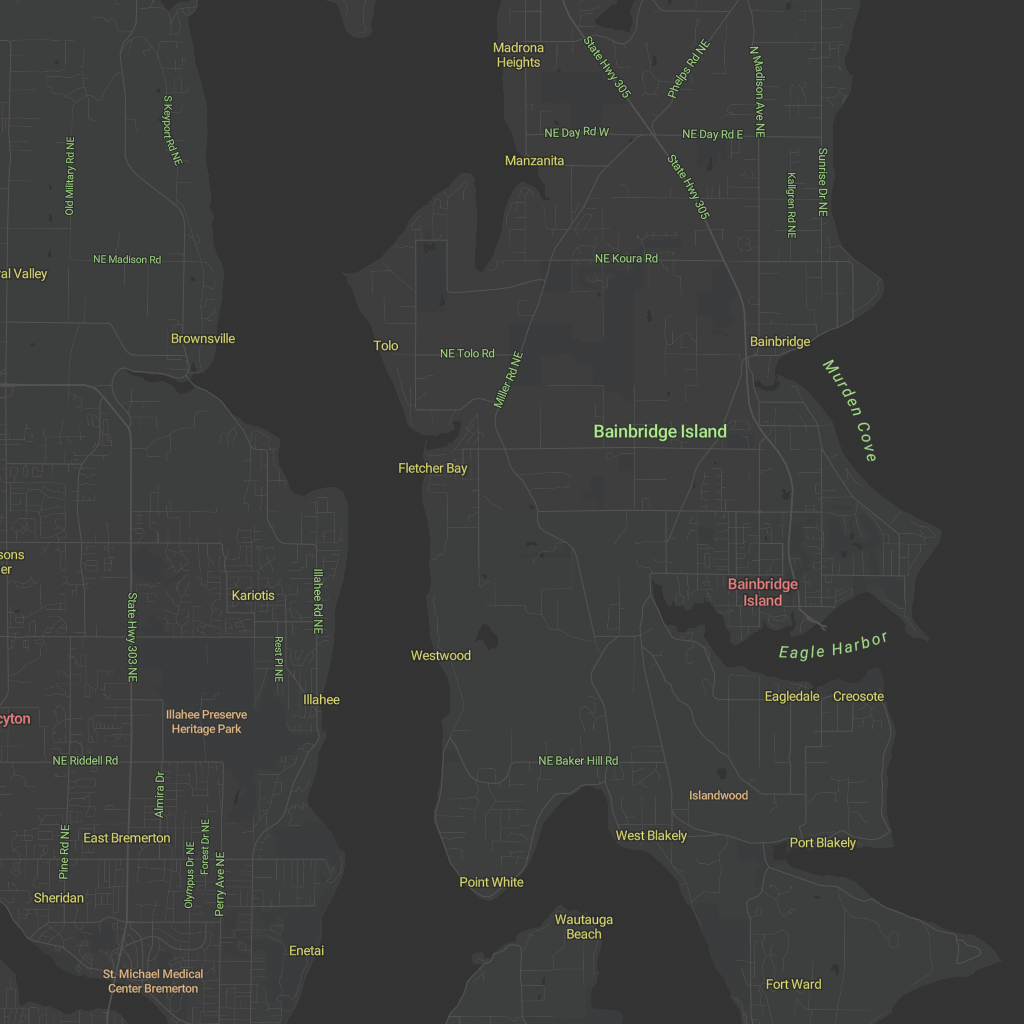 Madrona
Heights
State Hwy 305
Phelps Rd NE
N Madison Ave NE
S Keyport Rd NE
NE Day Rd W
NE Day Rd E
Old Military Rd NE
Manzanita
State Hwy 305
Kallgren Rd NE
Sunrise Dr NE
NE Madison Rd
NE Koura Rd
ral Valley
Brownsville
Tolo
NE Tolo Rd
Miller Rd NE
Bainbridge
Murden Cove
Bainbridge Island
Fletcher Bay
sons
er
Kariotis
Illahee Rd NE
State Hwy 303 NE
Rest Pl NE
Bainbridge
Island
Eagle Harbor
Westwood
Illahee
Eagledale
Creosote
cyton
Illahee Preserve
Heritage Park
NE Riddell Rd
NE Baker Hill Rd
Almira Dr
Islandwood
East Bremerton
Pine Rd NE
Olympus Dr NE
Forest Dr NE
Perry Ave NE
West Blakely
Port Blakely
Sheridan
Point White
Wautauga
Beach
Enetai
St. Michael Medical
Center Bremerton
Fort Ward